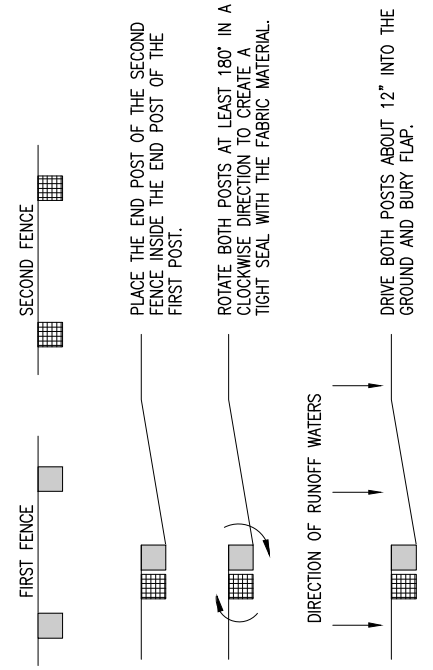 FIRST FENCE
SECOND FENCE
PLACE THE END POST OF THE SECOND
FENCE INSIDE THE END POST OF THE
FIRST POST.
ROTATE BOTH POSTS AT LEAST 180° IN A
CLOCKWISE DIRECTION TO CREATE A
TIGHT SEAL WITH THE FABRIC MATERIAL.
DIRECTION OF RUNOFF WATERS
DRIVE BOTH POSTS ABOUT 12" INTO THE
GROUND AND BURY FLAP.